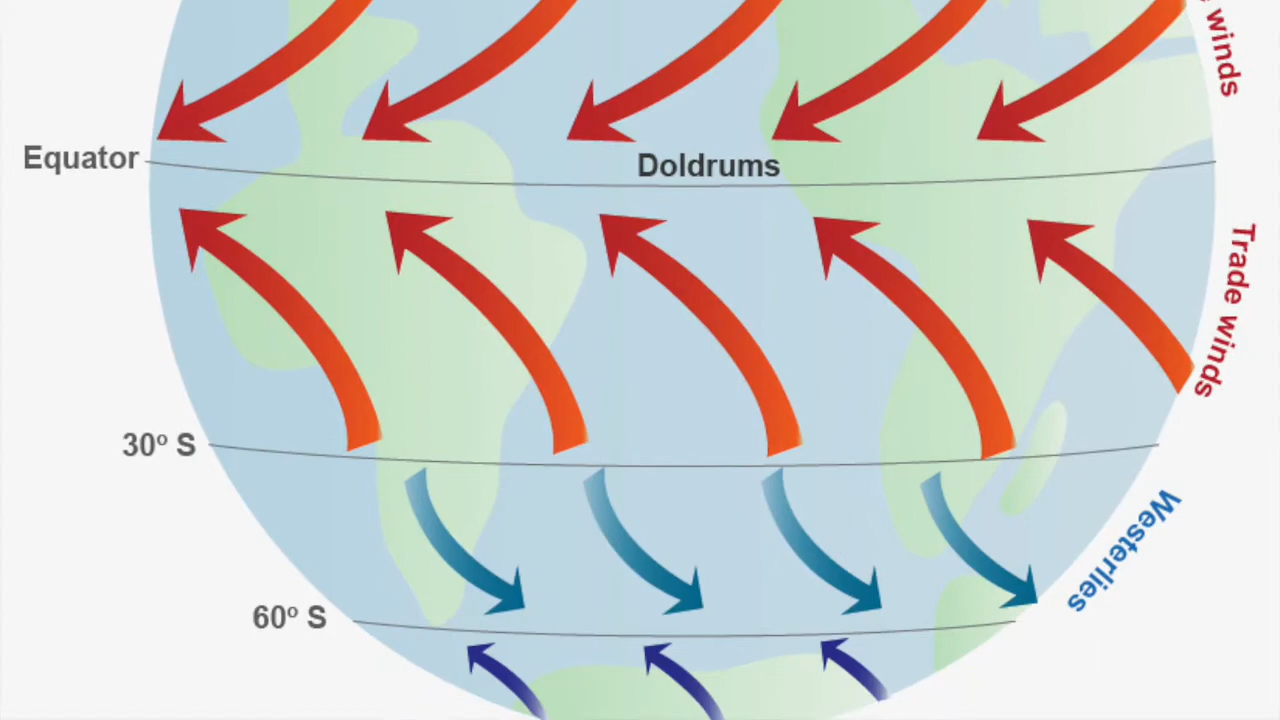 winds
Equator
Doldrums
Trade winds
30º S
Westerlies
60º S